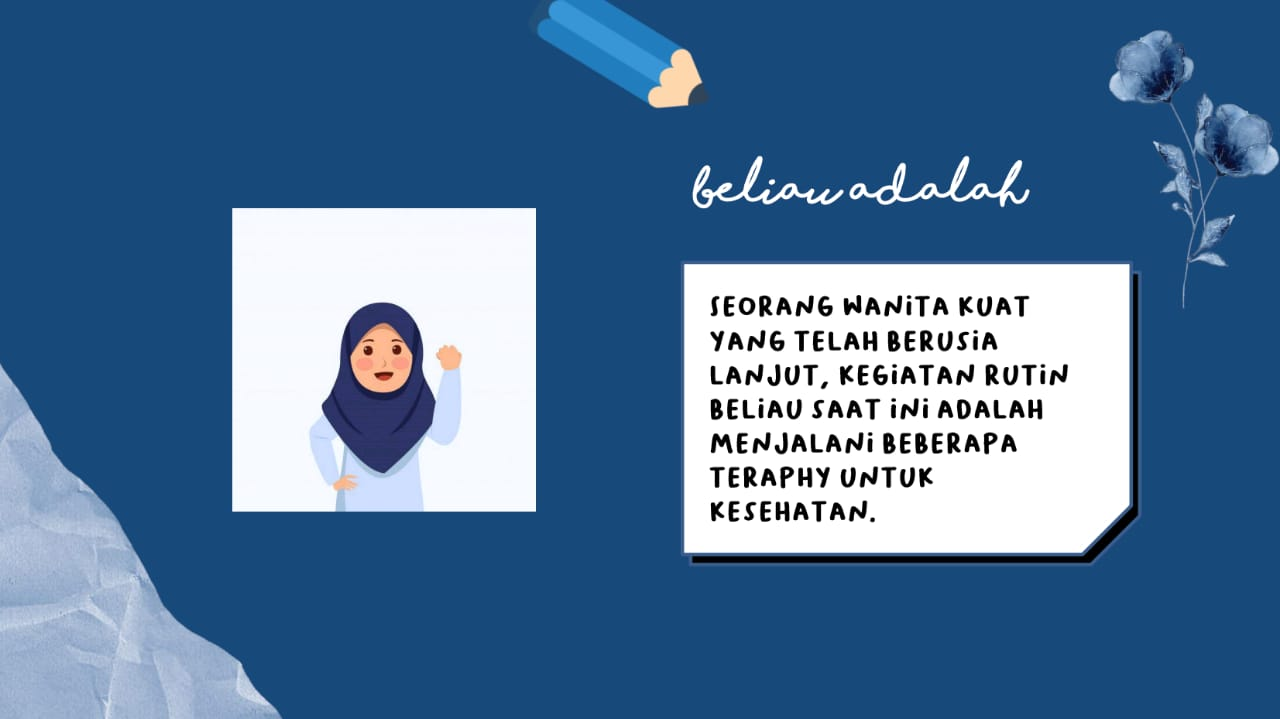 beliau adalah
SEORANG WANiTA KUAT
YANG TELAH BERUSiA
LANJUT, KEGiATAN RUTiN
BELiAU SAAT iNi ADALAH
MENJALANi BEBERAPA
TERAPHY UNTUK
KESEHATAN.